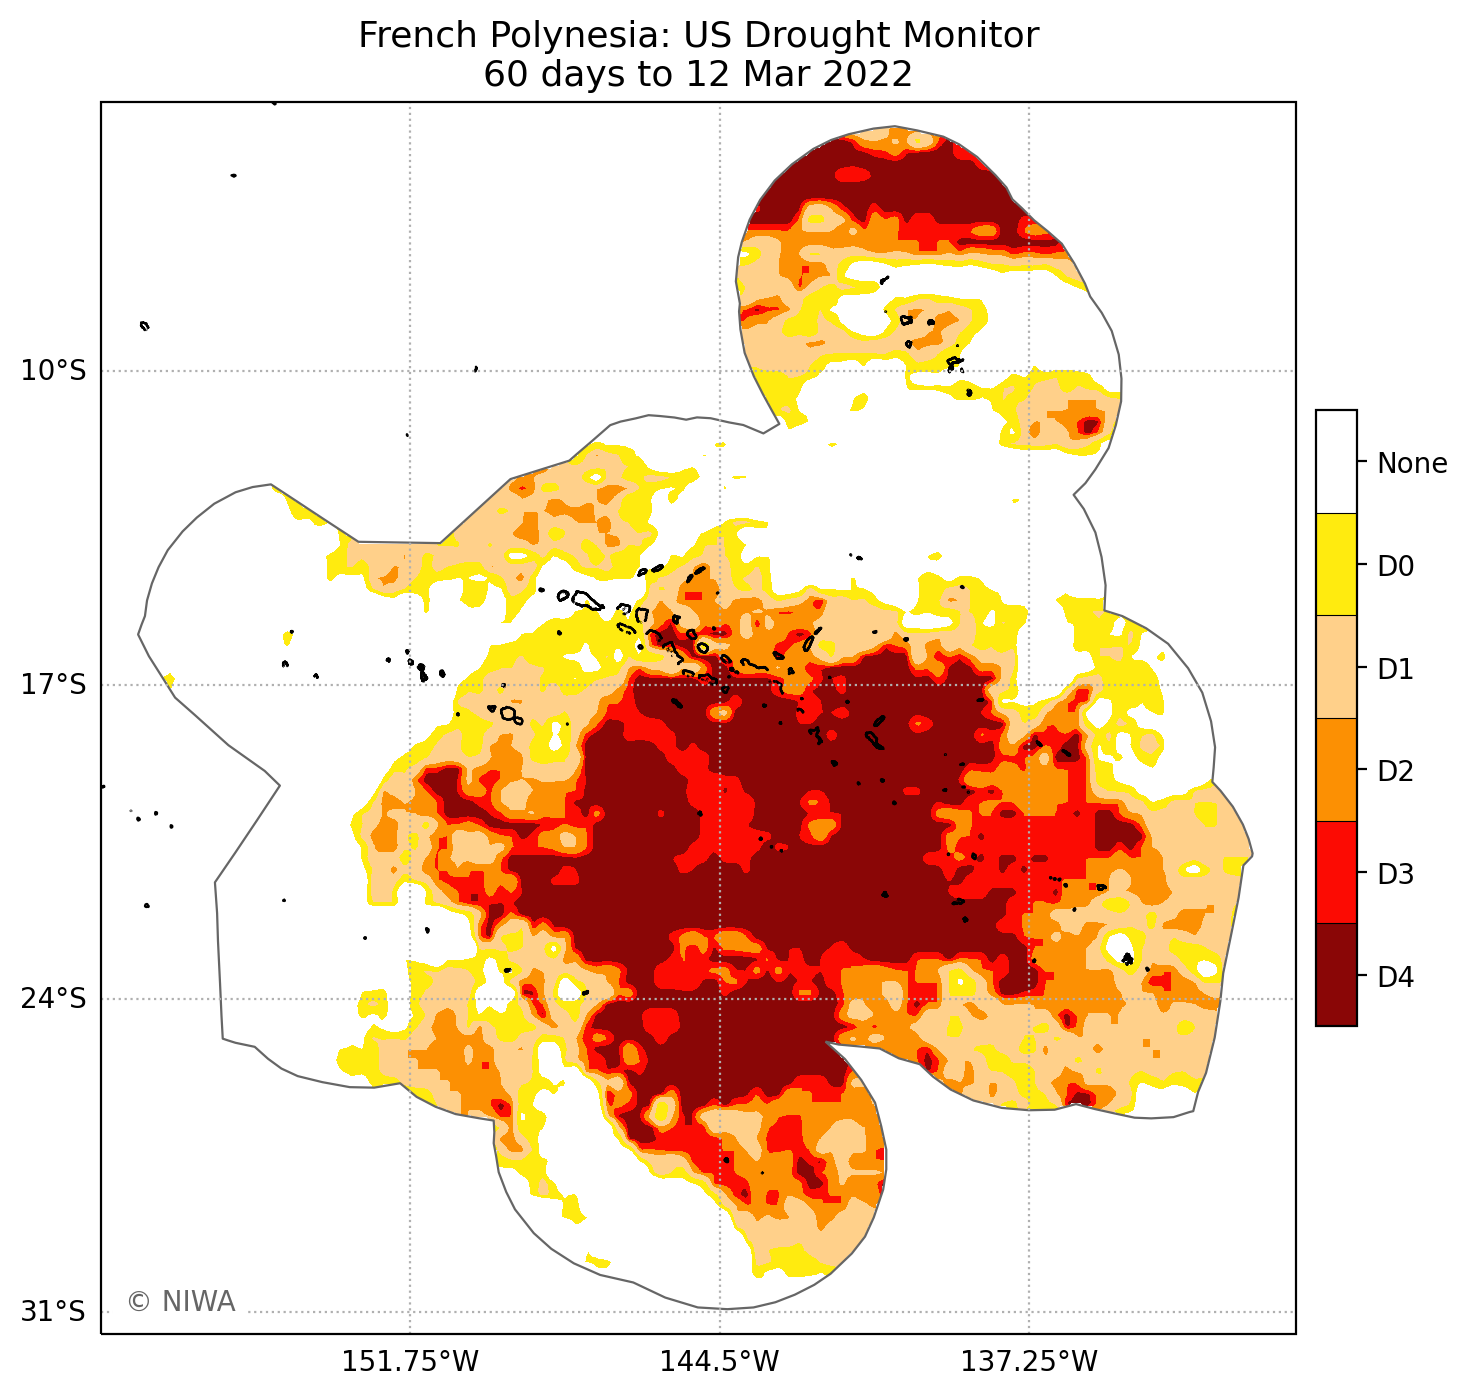 French Polynesia: US Drought Monitor
60 days to 12 Mar 2022
10°S
17°S
24°S
31°S
151.75°W
144.5°W
137.25°W
None
D0
D1
D2
D3
D4
© NIWA